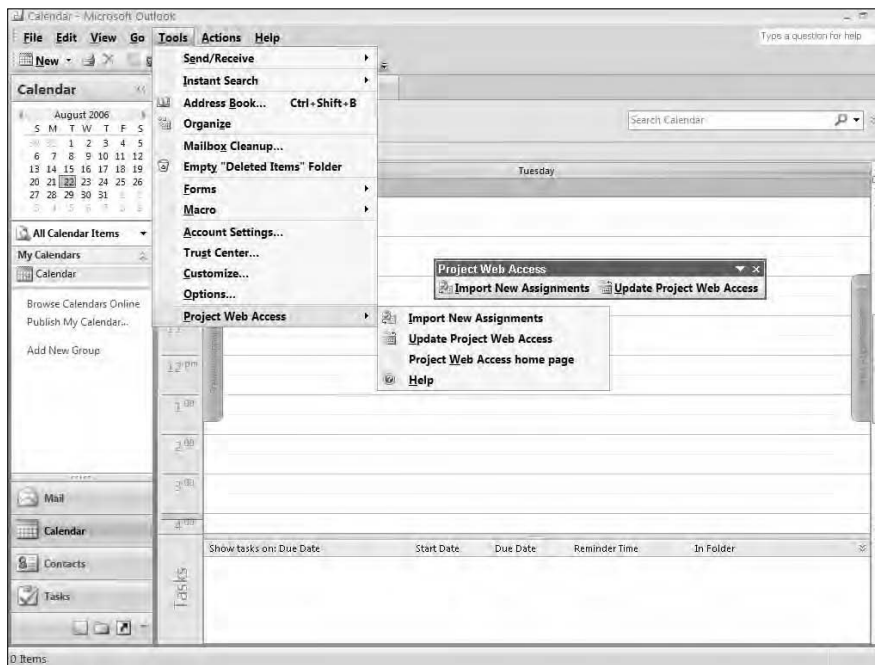 Calendar - Microsoft Outlook
File Edit View Go Tools Actions Help
Type a question for help
New
Calendar
August 2006
S M T W T F S
1 2 3 4 5
6 7 8 9 10 11 12
13 14 15 16 17 18 19
20 21 22 23 24 25 26
27 28 29 30 31
All Calendar Items
My Calendars
Calendar
Browse Calendars Online
Publish My Calendar...
Add New Group
Mail
Calendar
Contacts
Tasks
Send/Receive
Instant Search
Address Book... Ctrl+Shift+B
Organize
Mailbox Cleanup...
Empty "Deleted Items" Folder
Forms
Macro
Account Settings...
Trust Center...
Customize...
Options...
Project Web Access
Import New Assignments
Update Project Web Access
Project Web Access home page
Help
Search Calendar
Tuesday
Project Web Access
Import New Assignments Update Project Web Access
12 pm
1 00
2 00
3 00
4 00
Tasks
Show tasks on: Due Date Start Date Due Date Reminder Time In Folder
0 Items